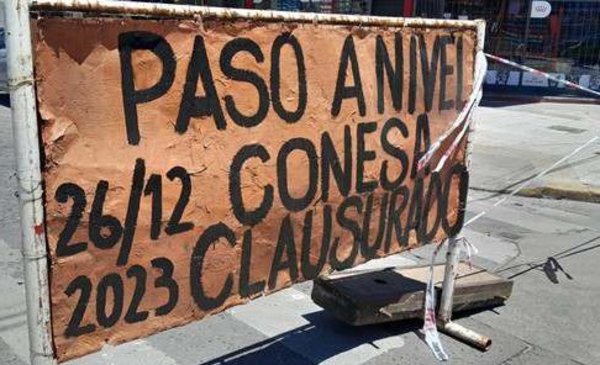 PASO A NIVEL
26/12 CONESA
2023 CLAUSURADO